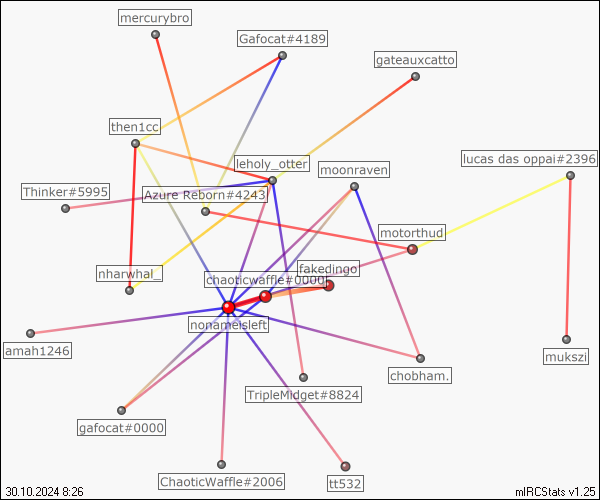 mercurybro
Gafocat#4189
gateauxcatto
then1cc
lucas das oppai#2396
leholy_otter
moonraven
Thinker#5995
Azure Reborn#4243
motorthud
fakedingo
nharwhal_
chaoticwaffle#0000
nonameisleft
amah1246
mukszi
chobham.
TripleMidget#8824
gafocat#0000
ChaoticWaffle#2006
tt532
30.10.2024 8:26
mIRCStats v1.25